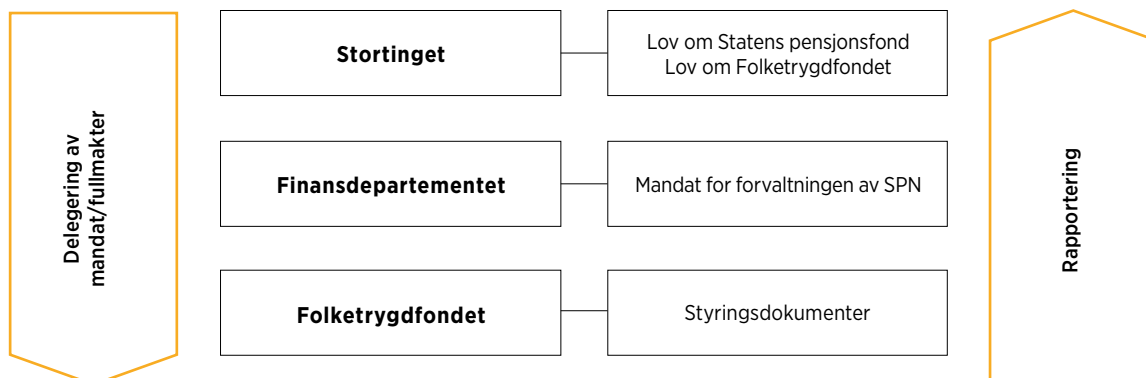 Delegering av
mandat/fullmakter
Stortinget
Lov om Statens pensjonsfond
Lov om Folketrygdfondet
Finansdepartementet
Mandat for forvaltningen av SPN
Folketrygdfondet
Styringsdokumenter
Rapportering